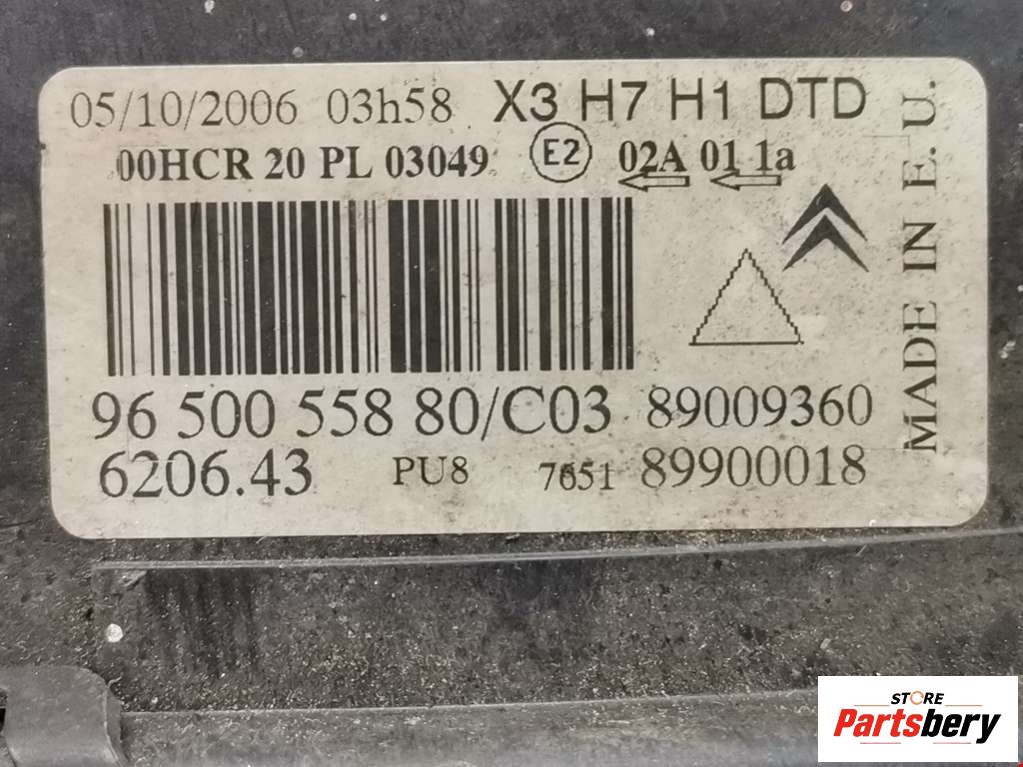 05/10/2006 03h58 X3 H7 H1 DTD
00HCR 20 PL 03049 E2 02A 01 1a
96 500 558 80/C03 89009360
6206.43 PU8 7651 89900018
MADE IN E. U.
STORE
Partsbery